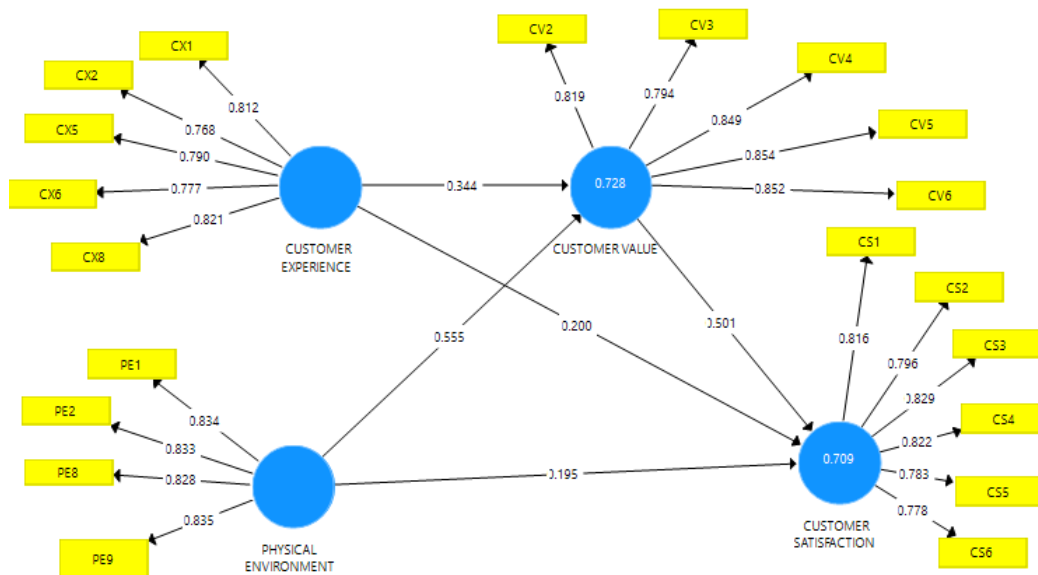 CX1
CX2
CX5
CX6
CX8
0.812
0.768
0.790
0.777
0.821
CUSTOMER
EXPERIENCE
0.344
CV2
CV3
CV4
CV5
CV6
0.819
0.794
0.849
0.854
0.852
0.728
CUSTOMER VALUE
0.555
0.200
0.501
0.195
PE1
PE2
PE8
PE9
0.834
0.833
0.828
0.835
PHYSICAL
ENVIRONMENT
CS1
CS2
CS3
CS4
CS5
CS6
0.816
0.796
0.829
0.822
0.783
0.778
0.709
CUSTOMER
SATISFACTION